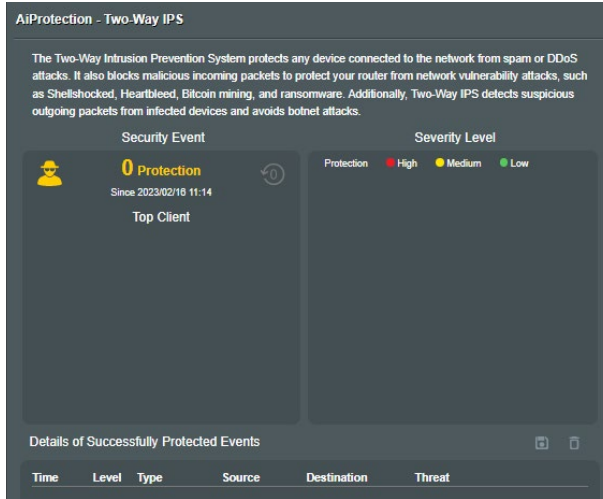 AiProtection - Two-Way IPS
The Two-Way Intrusion Prevention System protects any device connected to the network from spam or DDoS
attacks. It also blocks malicious incoming packets to protect your router from network vulnerability attacks, such
as Shellshocked, Heartbleed, Bitcoin mining, and ransomware. Additionally, Two-Way IPS detects suspicious
outgoing packets from infected devices and avoids botnet attacks.
Security Event
Severity Level
0 Protection
0
Since 2023/02/16 11:14
Top Client
Protection High Medium Low
Details of Successfully Protected Events
Time Level Type Source Destination Threat